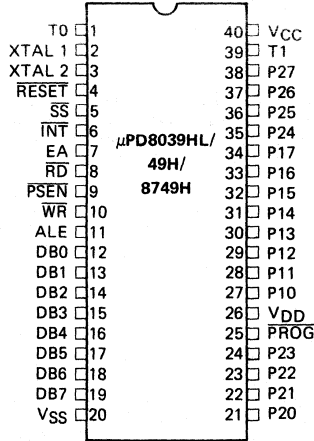 T0 1 40 VCC
XTAL 1 2 39 T1
XTAL 2 3 38 P27
RESET 4 37 P26
SS 5 36 P25
INT 6 35 P24
EA 7 34 P17
RD 8 33 P16
PSEN 9 32 P15
WR 10 31 P14
ALE 11 30 P13
DB0 12 29 P12
DB1 13 28 P11
DB2 14 27 P10
DB3 15 26 VDD
DB4 16 25 PROG
DB5 17 24 P23
DB6 18 23 P22
DB7 19 22 P21
VSS 20 21 P20
μPD8039HL/
49H/
8749H